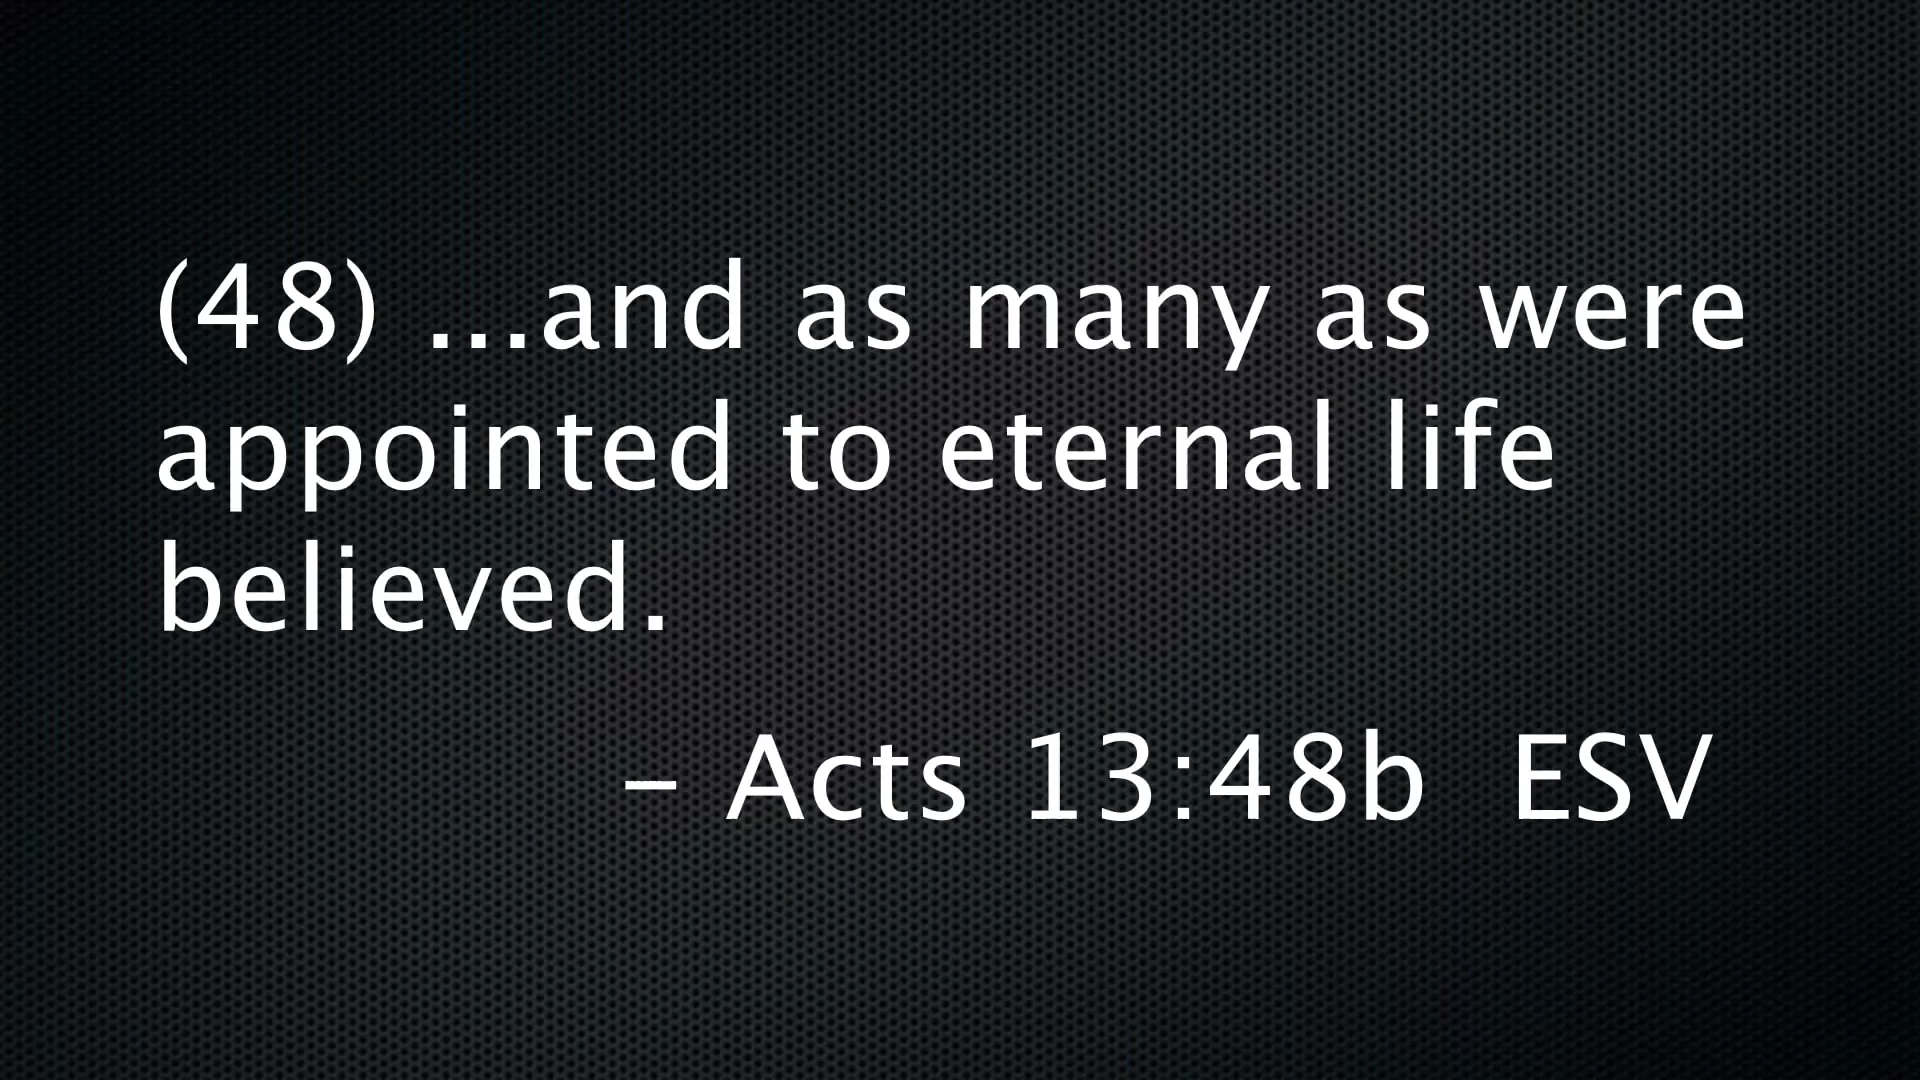 (48) ...and as many as were
appointed to eternal life
believed.
– Acts 13:48b  ESV